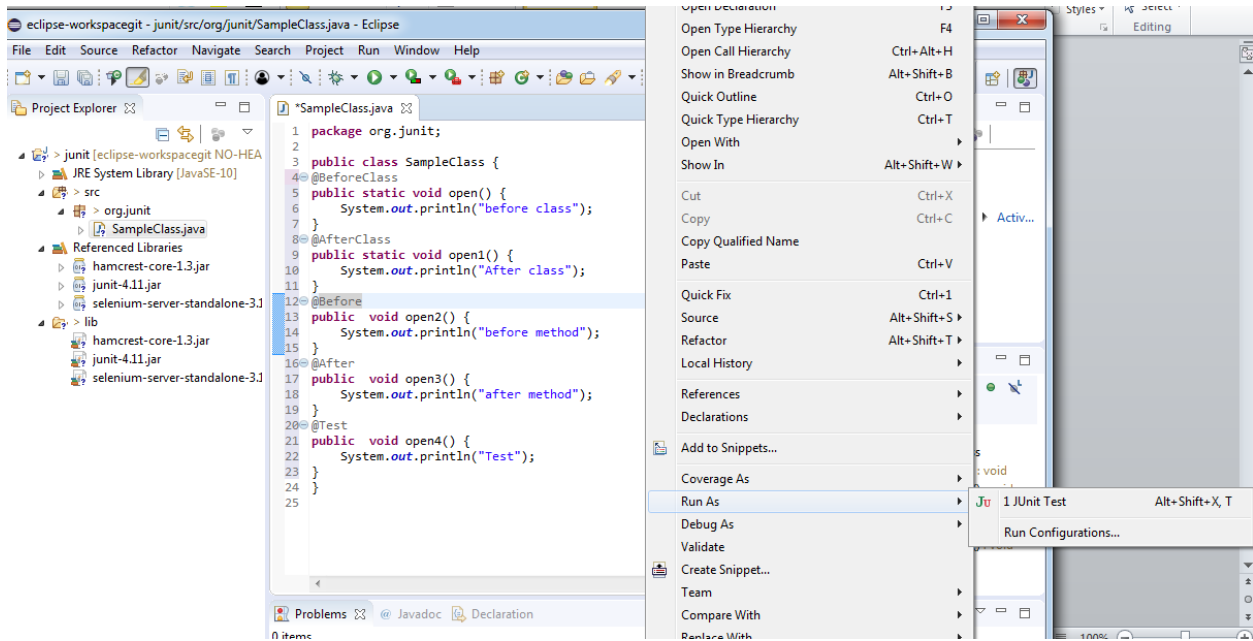 eclipse-workspacegit - junit/src/org/junit/SampleClass.java - Eclipse
File Edit Source Refactor Navigate Search Project Run Window Help
Project Explorer
> junit [eclipse-workspacegit NO-HEA
JRE System Library [JavaSE-10]
> src
> org.junit
SampleClass.java
Referenced Libraries
hamcrest-core-1.3.jar
junit-4.11.jar
selenium-server-standalone-3.1
> lib
hamcrest-core-1.3.jar
junit-4.11.jar
selenium-server-standalone-3.1
*SampleClass.java
1 package org.junit;
2
3 public class SampleClass {
4 @BeforeClass
5 public static void open() {
6 System.out.println("before class");
7 }
8 @AfterClass
9 public static void open1() {
10 System.out.println("After class");
11 }
12 @Before
13 public void open2() {
14 System.out.println("before method");
15 }
16 @After
17 public void open3() {
18 System.out.println("after method");
19 }
20 @Test
21 public void open4() {
22 System.out.println("Test");
23 }
24 }
25
Problems @ Javadoc Declaration
0 items
Open Declaration F3
Open Type Hierarchy F4
Open Call Hierarchy Ctrl+Alt+H
Show in Breadcrumb Alt+Shift+B
Quick Outline Ctrl+O
Quick Type Hierarchy Ctrl+T
Open With
Show In Alt+Shift+W
Cut Ctrl+X
Copy Ctrl+C
Copy Qualified Name
Paste Ctrl+V
Quick Fix Ctrl+1
Source Alt+Shift+S
Refactor Alt+Shift+T
Local History
References
Declarations
Add to Snippets...
Coverage As
Run As
Debug As
Validate
Create Snippet...
Team
Compare With
Replace With
Ju 1 JUnit Test Alt+Shift+X, T
Run Configurations...
Activ...
s
: void
Styles
Select
Editing
100%